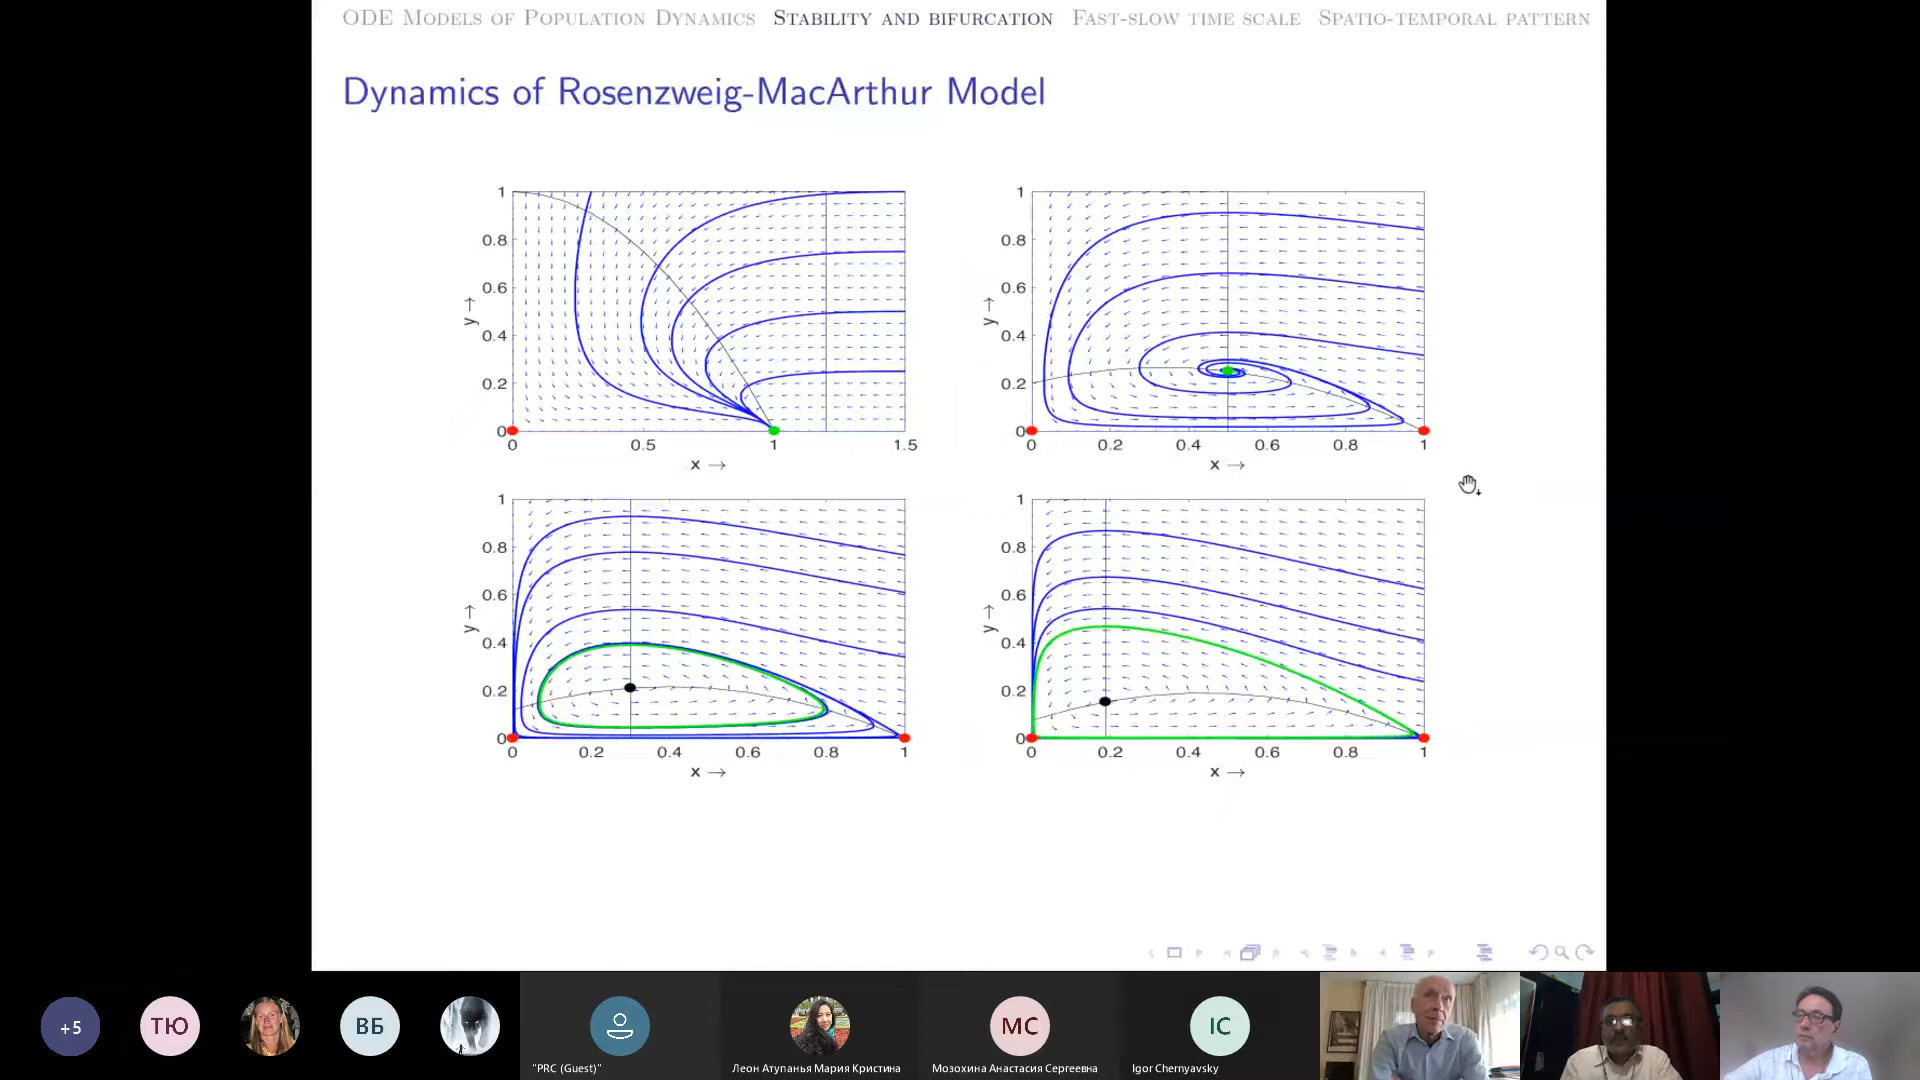 ODE Models of Population Dynamics Stability and bifurcation Fast-slow time scale Spatio-temporal pattern
Dynamics of Rosenzweig-MacArthur Model
1
0.8
0.6
0.4
0.2
0
y →
0 0.5 1 1.5
x →
1
0.8
0.6
0.4
0.2
0
y →
0 0.2 0.4 0.6 0.8 1
x →
1
0.8
0.6
0.4
0.2
0
y →
0 0.2 0.4 0.6 0.8 1
x →
1
0.8
0.6
0.4
0.2
0
y →
0 0.2 0.4 0.6 0.8 1
x →
+5 ТЮ ВБ МС IC
"PRC (Guest)" Леон Атупанья Мария Кристина Мозохина Анастасия Сергеевна Igor Chernyavsky